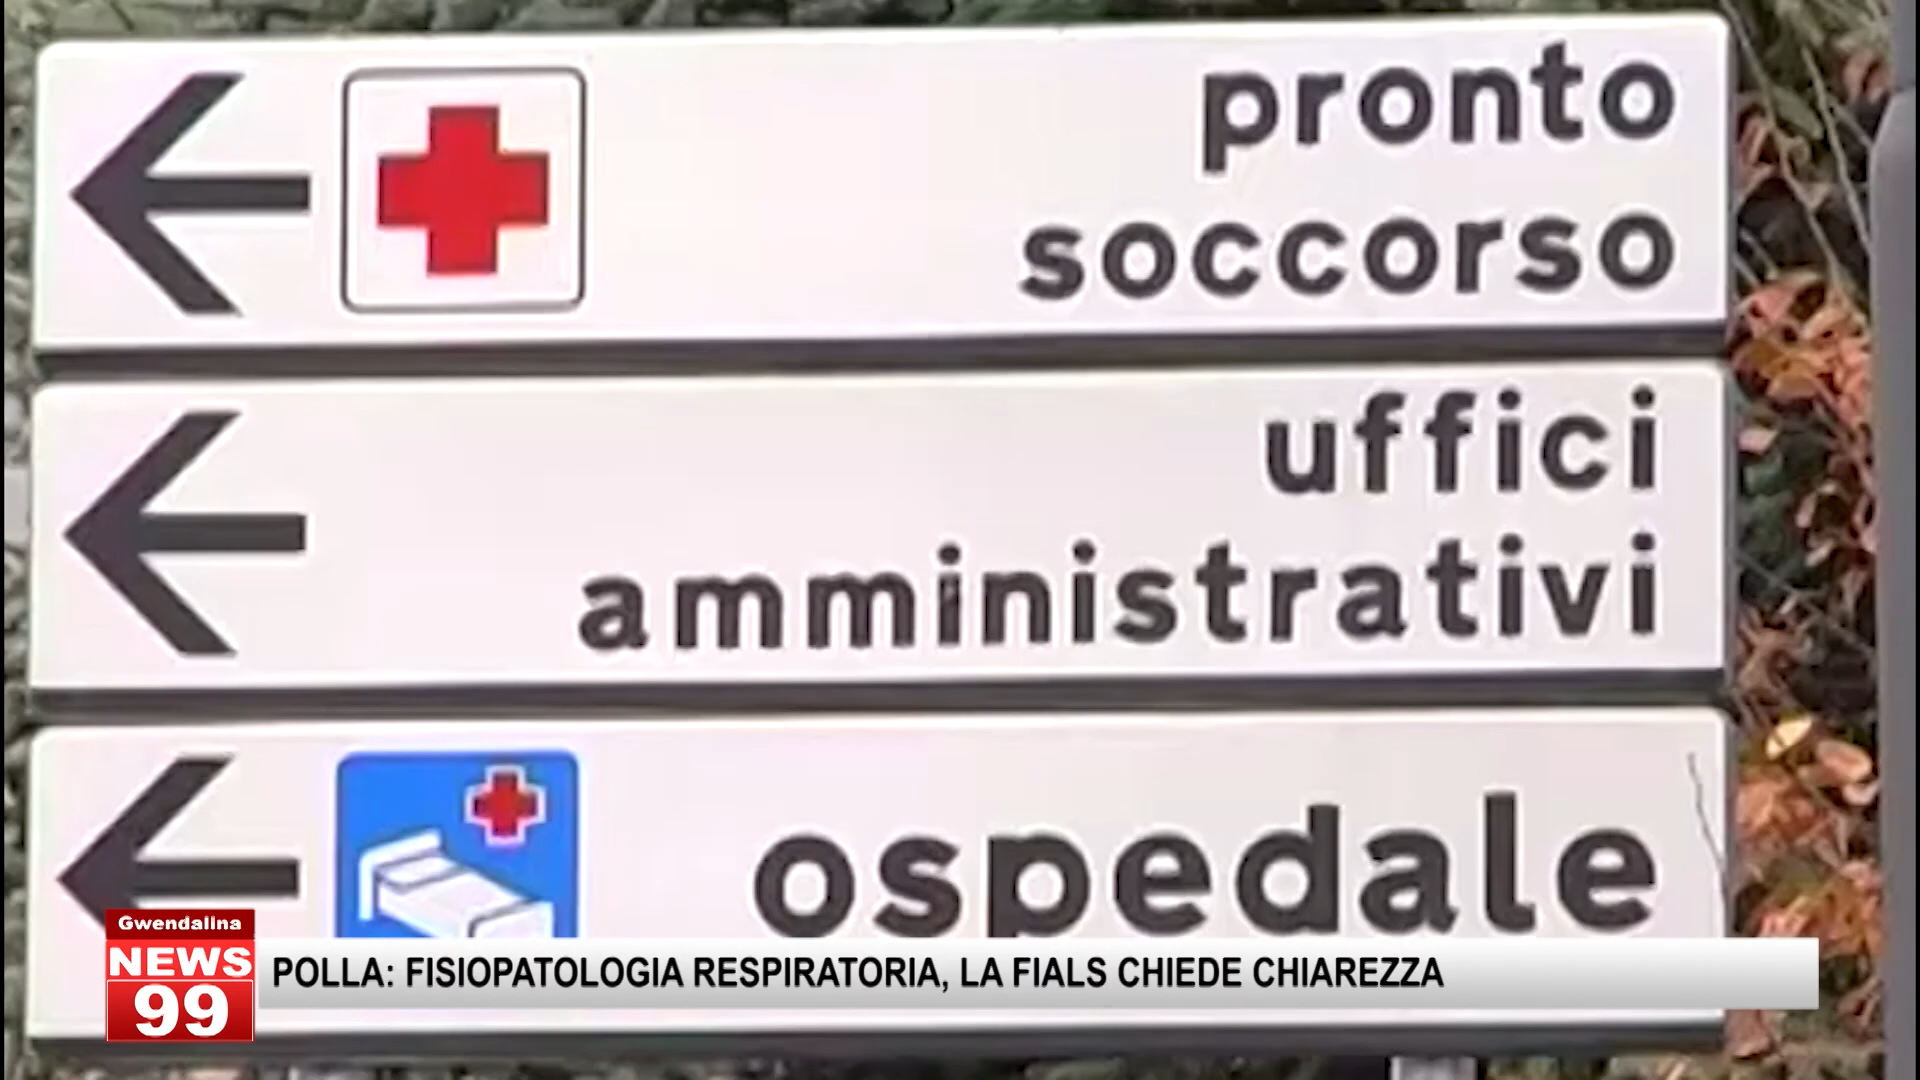 pronto
soccorso
uffici
amministrativi
ospedale
Gwendalina
NEWS
99
POLLA: FISIOPATOLOGIA RESPIRATORIA, LA FIALS CHIEDE CHIAREZZA